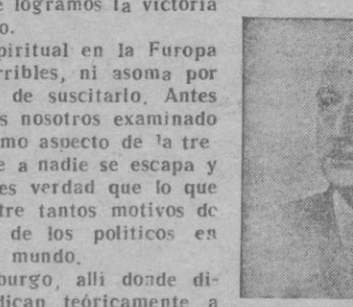 e logramos la victoria
o.
piritual en la Furopa
rribles, ni asoma por
de suscitarlo. Antes
s nosotros examinado
mo aspecto de 'a tre
e a nadie se escapa y
es verdad que lo que
tre tantos motivos de
de los politicos en
mundo.
burgo, alli donde di-
dican teóricamente a